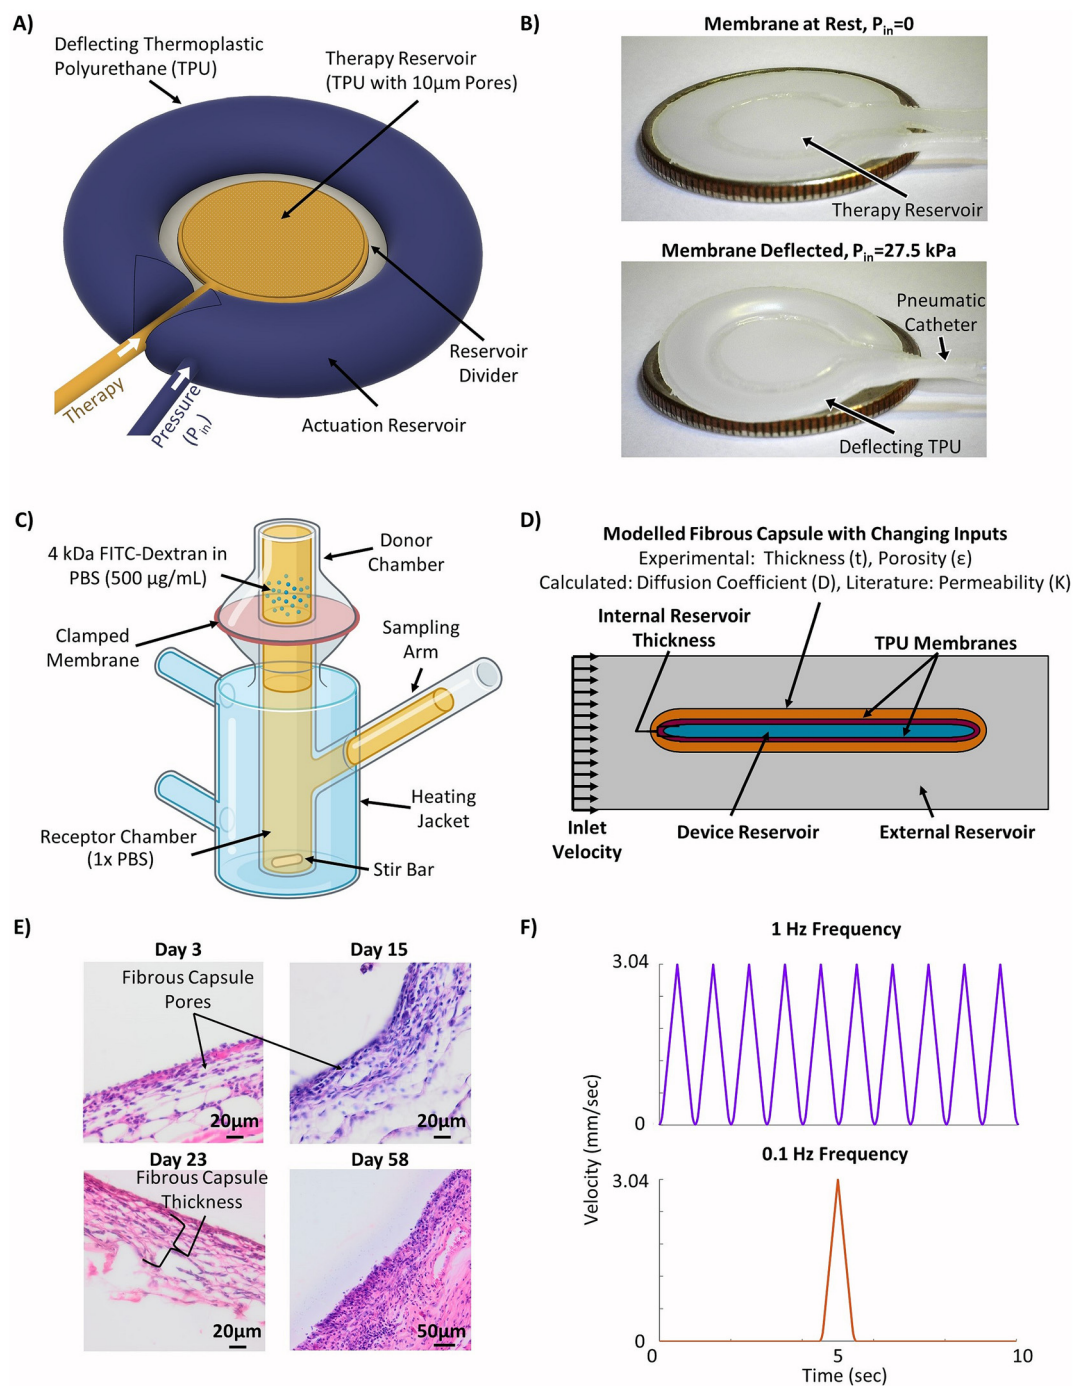 A)
Deflecting Thermoplastic
Polyurethane (TPU)
Therapy Reservoir
(TPU with 10µm Pores)
Reservoir
Divider
Actuation Reservoir
Therapy
Pressure
(Pin)
B)
Membrane at Rest, Pin=0
Therapy Reservoir
Membrane Deflected, Pin=27.5 kPa
Pneumatic
Catheter
Deflecting TPU
C)
4 kDa FITC-Dextran in
PBS (500 µg/mL)
Donor
Chamber
Clamped
Membrane
Sampling
Arm
Heating
Jacket
Receptor Chamber
(1x PBS)
Stir Bar
D)
Modelled Fibrous Capsule with Changing Inputs
Experimental: Thickness (t), Porosity (ε)
Calculated: Diffusion Coefficient (D), Literature: Permeability (K)
Internal Reservoir
Thickness
TPU Membranes
Inlet
Velocity
Device Reservoir
External Reservoir
E)
Day 3
Day 15
Fibrous Capsule
Pores
20µm
20µm
Day 23
Day 58
Fibrous Capsule
Thickness
20µm
50µm
F)
1 Hz Frequency
3.04
0
0.1 Hz Frequency
3.04
0
Velocity (mm/sec)
0
5
10
Time (sec)